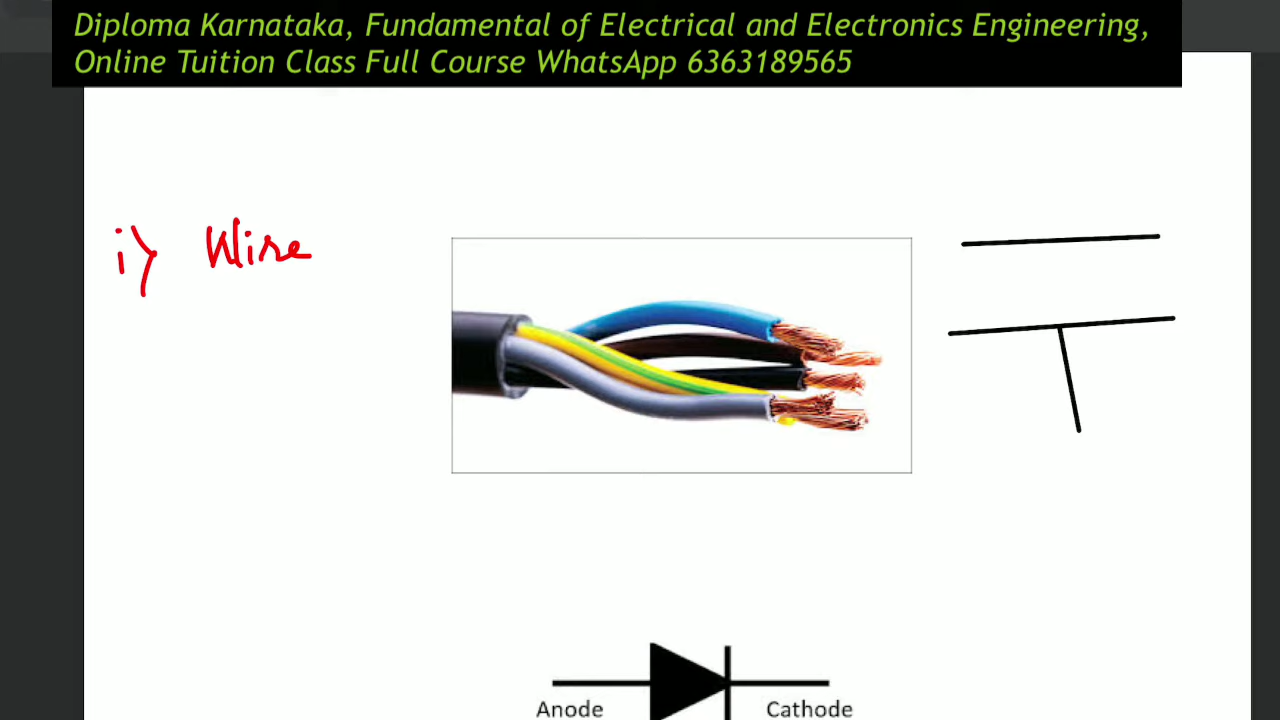 Diploma Karnataka, Fundamental of Electrical and Electronics Engineering,
Online Tuition Class Full Course WhatsApp 6363189565
i) Wire
Anode Cathode